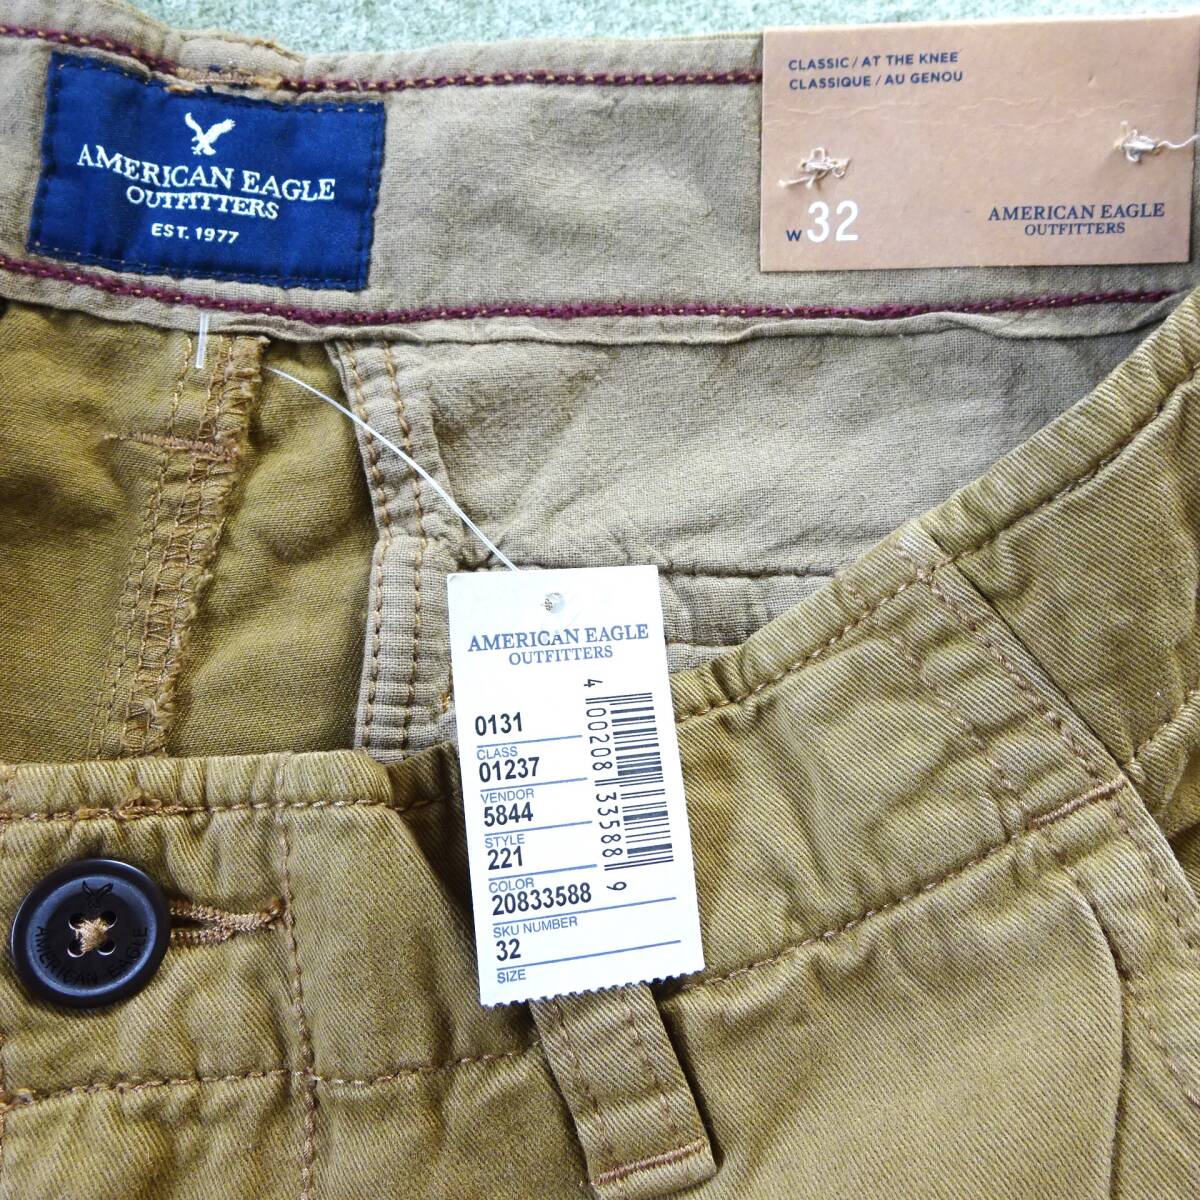 AMERICAN EAGLE
OUTFITTERS
EST. 1977
CLASSIC / AT THE KNEE
CLASSIQUE / AU GENOU
W 32
AMERICAN EAGLE
OUTFITTERS
AMERICAN EAGLE
OUTFITTERS
0131
CLASS
01237
VENDOR
5844
STYLE
221
COLOR
20833588
SKU NUMBER
32
SIZE
4 00208 33588 9
AMERICAN EAGLE